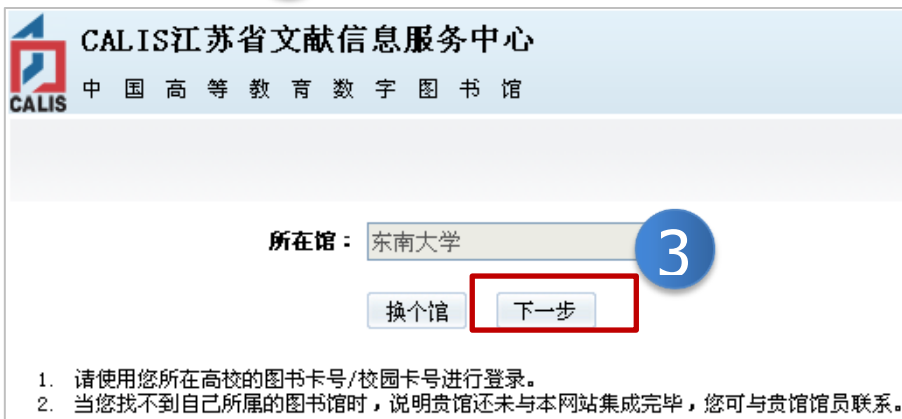 CALIS江苏省文献信息服务中心
中国高等教育数字图书馆
CALIS
所在馆： 东南大学
3
换个馆 下一步
1. 请使用您所在高校的图书卡号/校园卡号进行登录。
2. 当您找不到自己所属的图书馆时，说明贵馆还未与本网站集成完毕，您可与贵馆馆员联系。